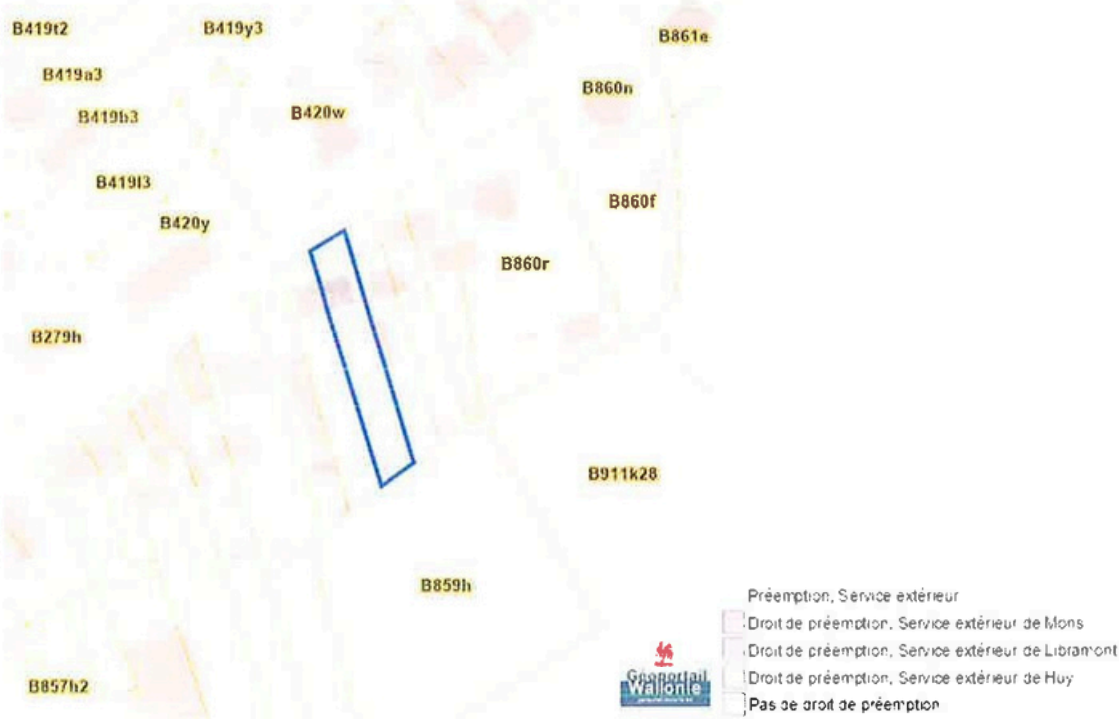 B419t2
B419y3
B861e
B419a3
B860n
B419b3
B420w
B419l3
B860f
B420y
B860r
B279h
B911k28
B859h
B857h2
Préemption, Service extérieur
Droit de préemption, Service extérieur de Mons
Droit de préemption, Service extérieur de Libramont
Droit de préemption, Service extérieur de Huy
Pas de droit de préemption
Géoportail
Wallonie